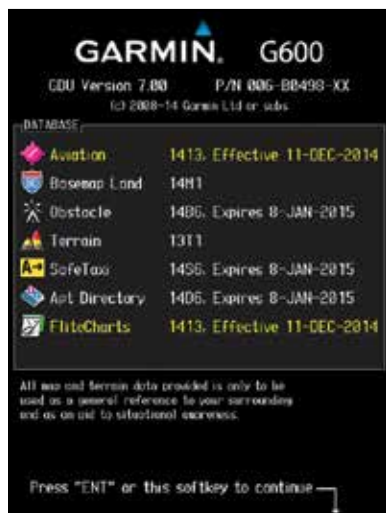 GARMIN. G600
CDU Version 7.00 P/N 006-B0498-XX
(c) 2008-14 Garmin Ltd or subs
DATABASE
Aviation 1413, Effective 11-DEC-2014
Basemap Land 14M1
Obstacle 14B6, Expires 8-JAN-2015
Terrain 13T1
A→ SafeTaxi 14S6, Expires 8-JAN-2015
Apt Directory 14D6, Expires 8-JAN-2015
FliteCharts 1413, Effective 11-DEC-2014
All map and terrain data provided is only to be
used as a general reference to your surrounding
and as an aid to situational awareness.
Press "ENT" or this softkey to continue